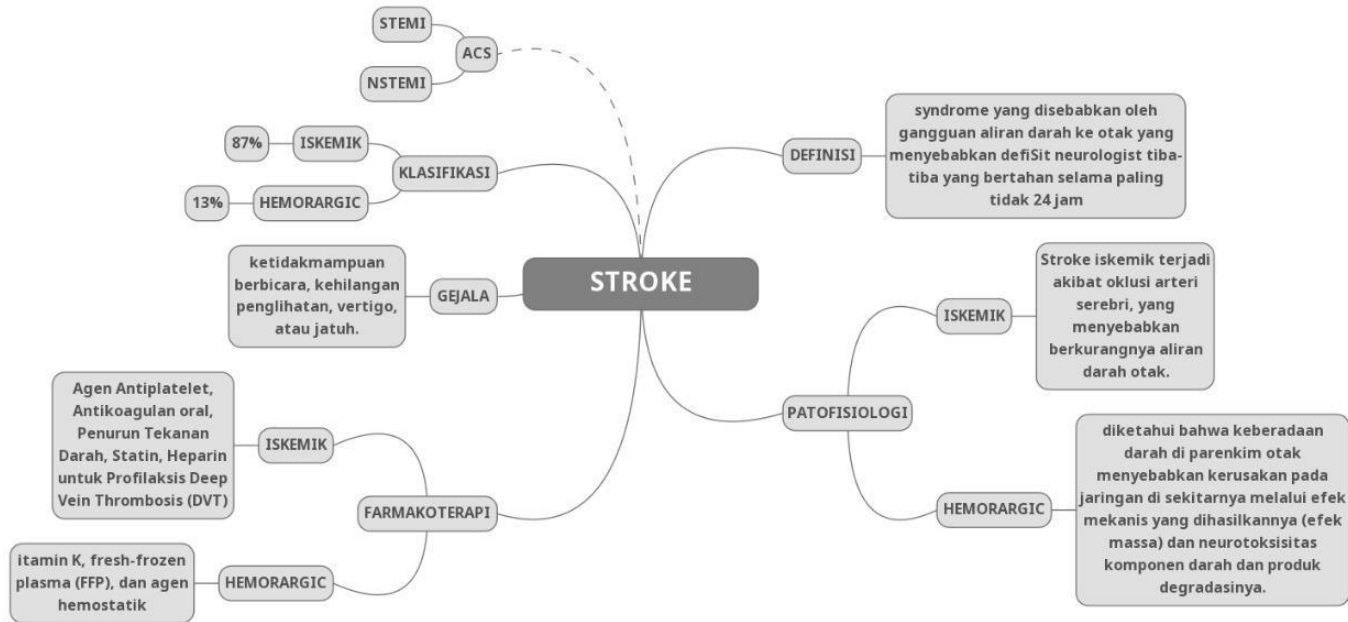 STROKE
ACS
STEMI
NSTEMI
KLASIFIKASI
ISKEMIK
87%
HEMORARGIC
13%
GEJALA
ketidakmampuan
berbicara, kehilangan
penglihatan, vertigo,
atau jatuh.
FARMAKOTERAPI
ISKEMIK
Agen Antiplatelet,
Antikoagulan oral,
Penurun Tekanan
Darah, Statin, Heparin
untuk Profilaksis Deep
Vein Thrombosis (DVT)
HEMORARGIC
itamin K, fresh-frozen
plasma (FFP), dan agen
hemostatik
DEFINISI
syndrome yang disebabkan oleh
gangguan aliran darah ke otak yang
menyebabkan defiSit neurologist tiba-
tiba yang bertahan selama paling
tidak 24 jam
PATOFISIOLOGI
ISKEMIK
Stroke iskemik terjadi
akibat oklusi arteri
serebri, yang
menyebabkan
berkurangnya aliran
darah otak.
HEMORARGIC
diketahui bahwa keberadaan
darah di parenkim otak
menyebabkan kerusakan pada
jaringan di sekitarnya melalui efek
mekanis yang dihasilkannya (efek
massa) dan neurotoksisitas
komponen darah dan produk
degradasinya.